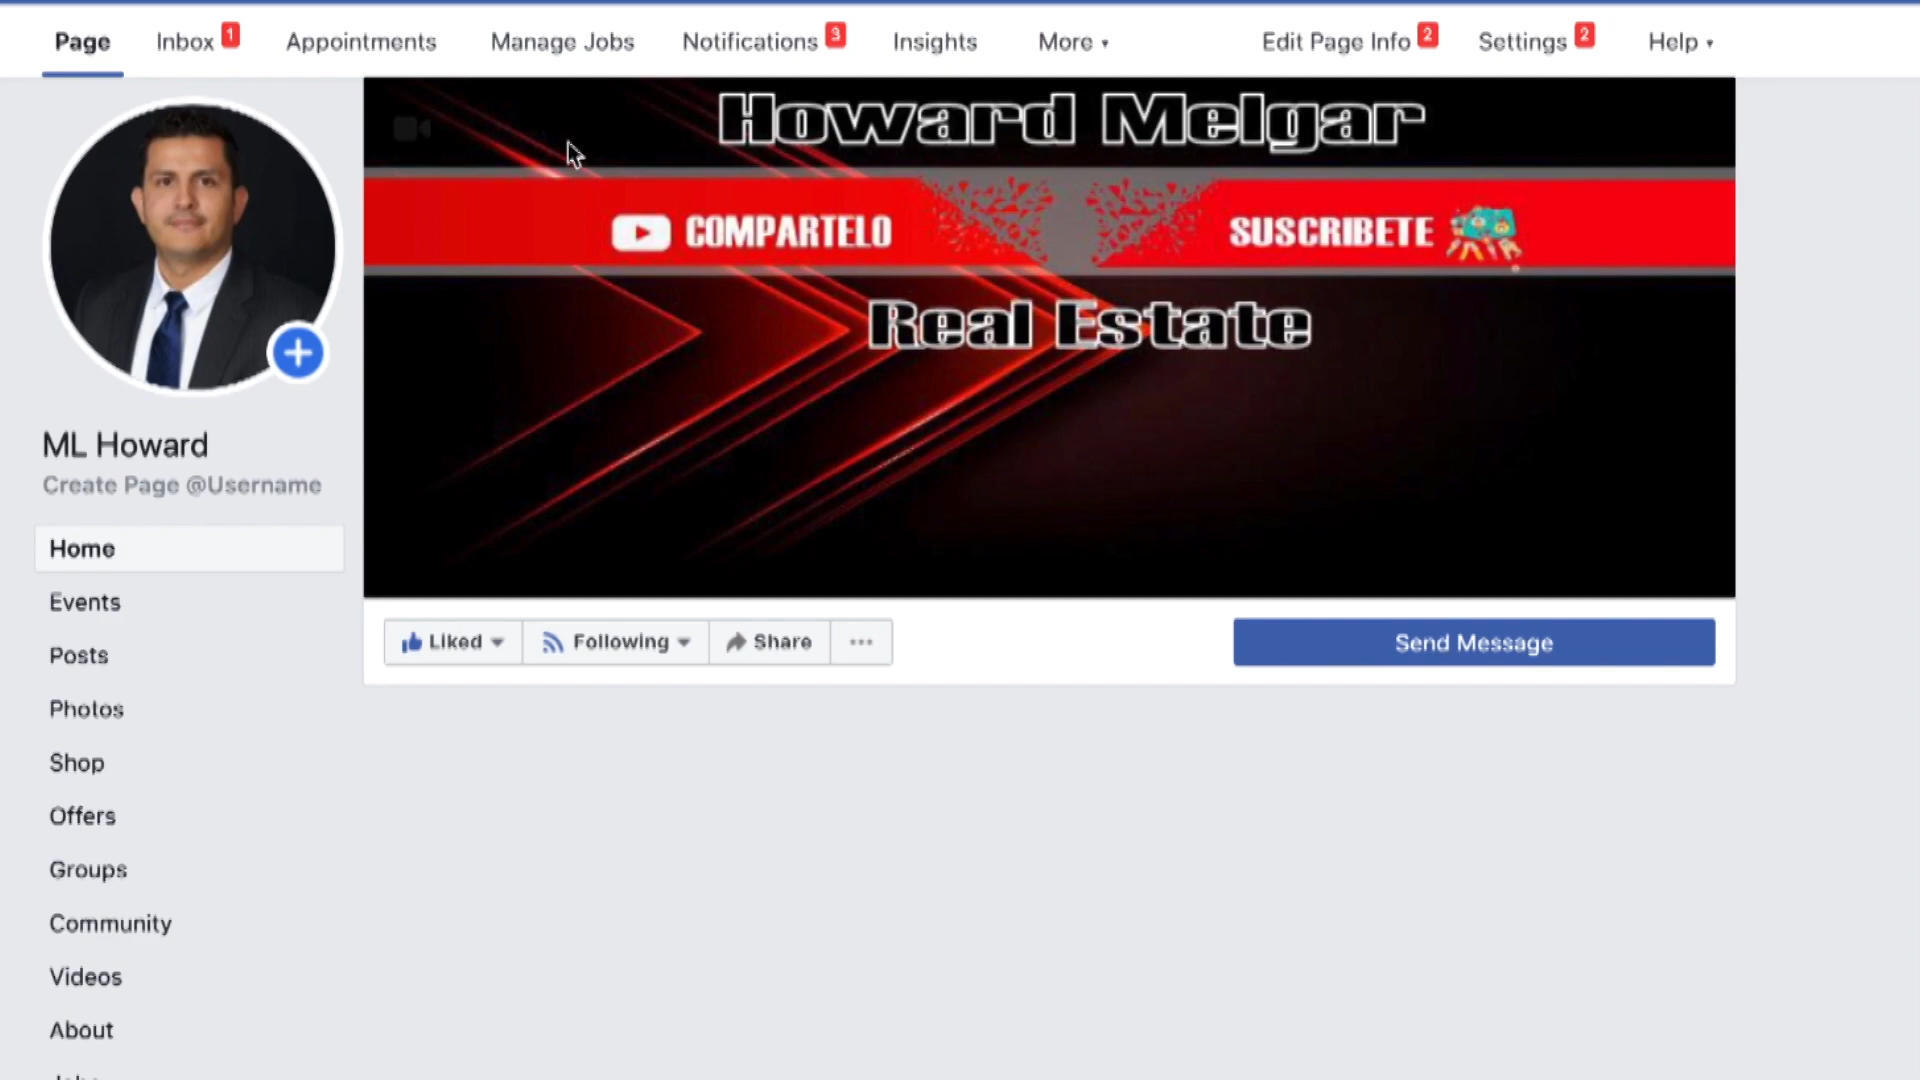 Page Inbox 1 Appointments Manage Jobs Notifications 3 Insights More Edit Page Info 2 Settings 2 Help
Howard Melgar
COMPARTELO SUSCRIBETE
Real Estate
ML Howard
Create Page @Username
Home
Events
Posts
Photos
Shop
Offers
Groups
Community
Videos
About
Liked Following Share ...
Send Message